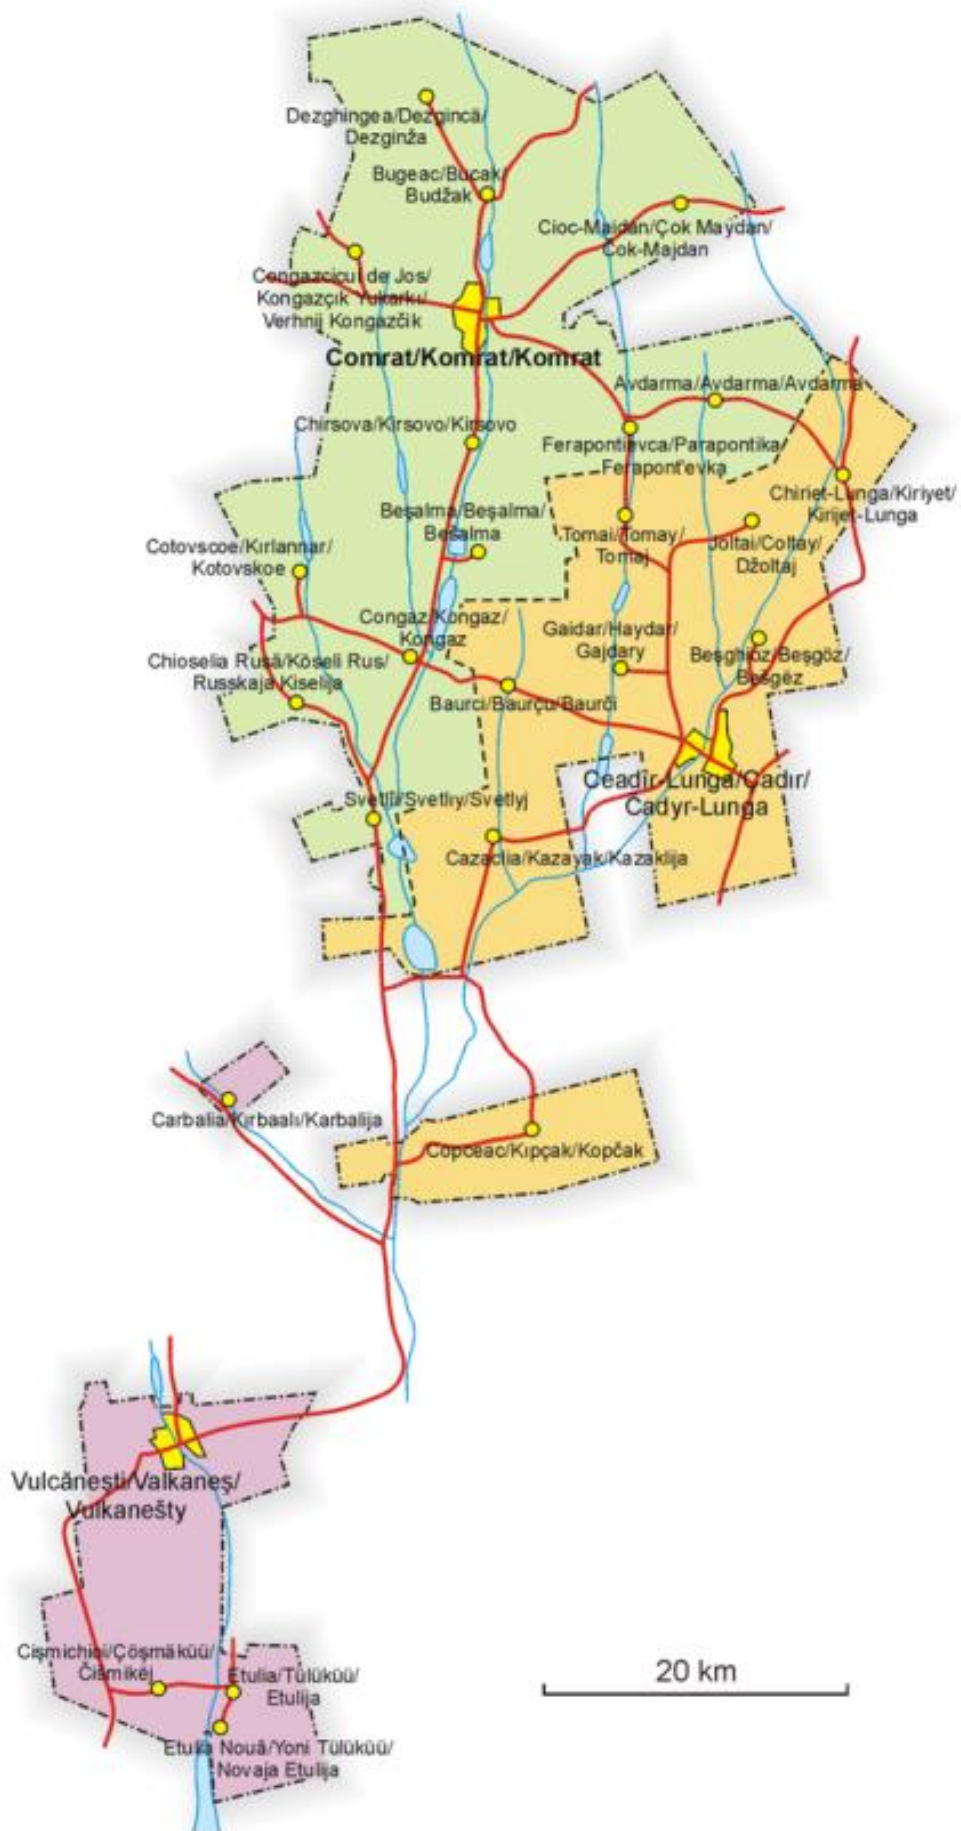 Dezghingea/Dezgincä/
Dezginža
Bugeac/Bucak/
Budžak
Cioc-Maidan/Çok Maydan/
Čok-Majdan
Congazcicul de Jos/
Kongazçık Yukarkı/
Verhnij Kongazčik
Comrat/Komrat/Komrat
Avdarma/Avdarma/Avdarma
Chirsova/Kirsovo/Kirsovo
Ferapontievca/Parapontika/
Ferapont'evka
Chiriet-Lunga/Kiriyet/
Kirijet-Lunga
Beşalma/Beşalma/
Bešalma
Tomai/Tomay/
Tomaj
Joltai/Coltay/
Džoltaj
Cotovscoe/Kırlannar/
Kotovskoe
Congaz/Kongaz/
Kongaz
Gaidar/Haydar/
Gajdary
Chioselia Rusă/Köseli Rus/
Russkaja Kiselija
Beşghioz/Beşgöz/
Bešgëz
Baurci/Baurçu/Baurči
Ceadîr-Lunga/Çadır/
Čadyr-Lunga
Svetlîi/Svetlıy/Svetlyj
Cazaclia/Kazayak/Kazaklija
Carbalia/Kırbaalı/Karbalija
Copceac/Kıpçak/Kopčak
Vulcăneşti/Valkaneş/
Vulkanešty
Cişmichioi/Çöşmäküü/
Čišmikëj
Etulia/Tülüküü/
Etulija
20 km
Etulia Nouă/Yoni Tülüküü/
Novaja Etulija